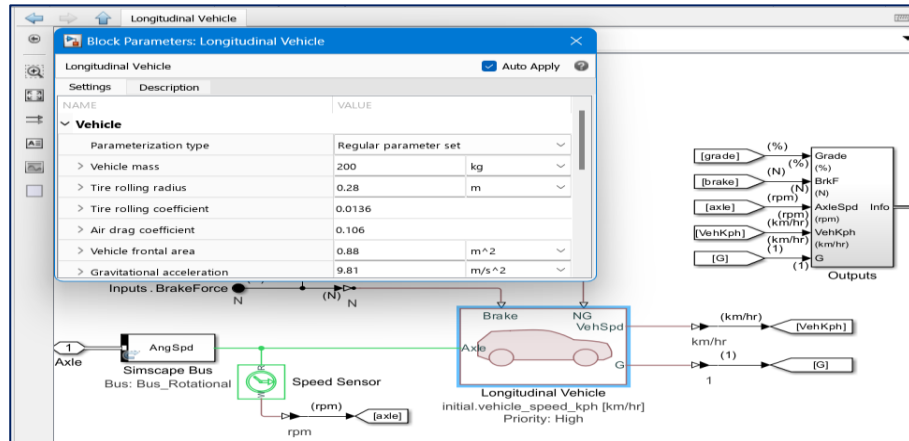 Longitudinal Vehicle
Block Parameters: Longitudinal Vehicle
Longitudinal Vehicle
Auto Apply
Settings Description
NAME VALUE
Vehicle
Parameterization type Regular parameter set
Vehicle mass 200 kg
Tire rolling radius 0.28 m
Tire rolling coefficient 0.0136
Air drag coefficient 0.106
Vehicle frontal area 0.88 m^2
Gravitational acceleration 9.81 m/s^2
[grade] (%) (%) Grade (%)
[brake] (N) (N) BrkF (N)
[axle] (rpm) (rpm) AxleSpd (rpm)
[VehKph] (km/hr) (km/hr) VehKph (km/hr)
[G] (1) (1) G
Info
Outputs
Inputs.BrakeForce
N (N) N
Brake NG
VehSpd
Axle
G
(km/hr) km/hr [VehKph]
(1) 1 [G]
1
Axle
AngSpd
Simscape Bus
Bus: Bus_Rotational
R
Speed Sensor
(rpm) rpm [axle]
Longitudinal Vehicle
initial.vehicle_speed_kph [km/hr]
Priority: High